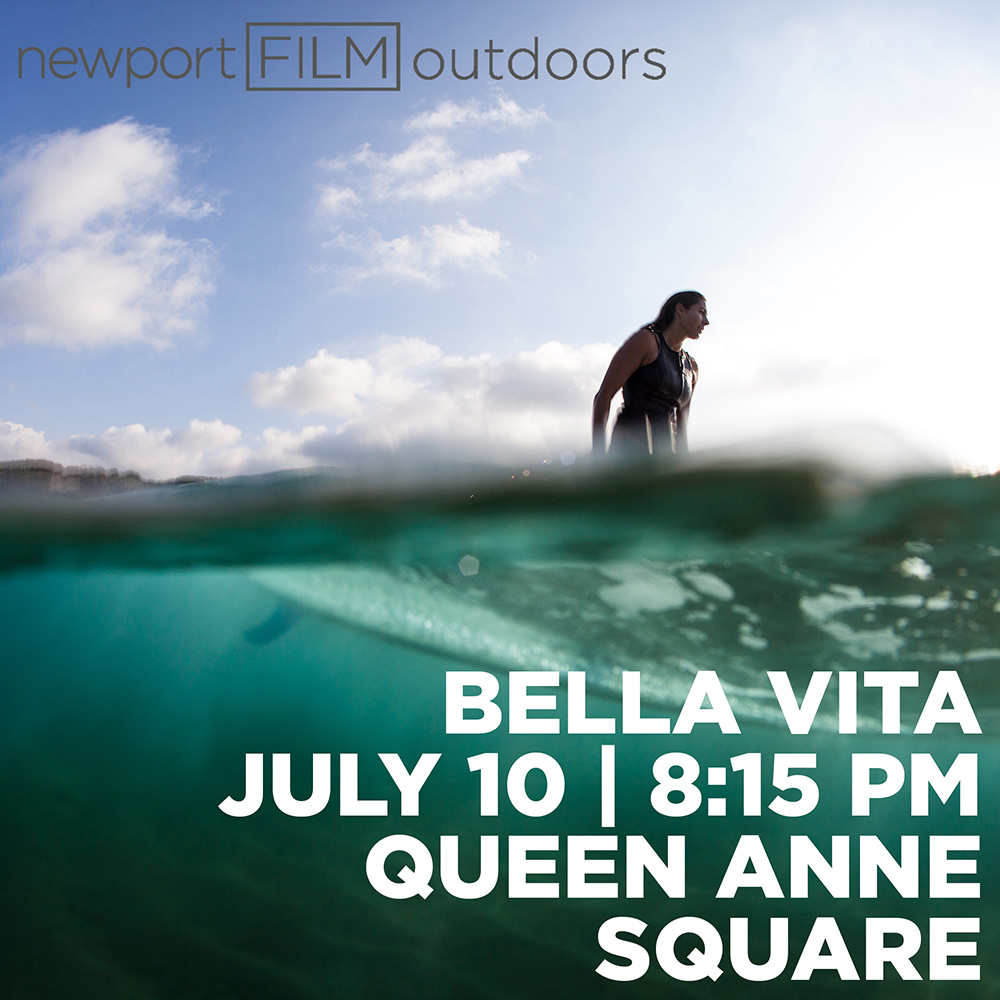 newport FILM outdoors
BELLA VITA
JULY 10 | 8:15 PM
QUEEN ANNE
SQUARE